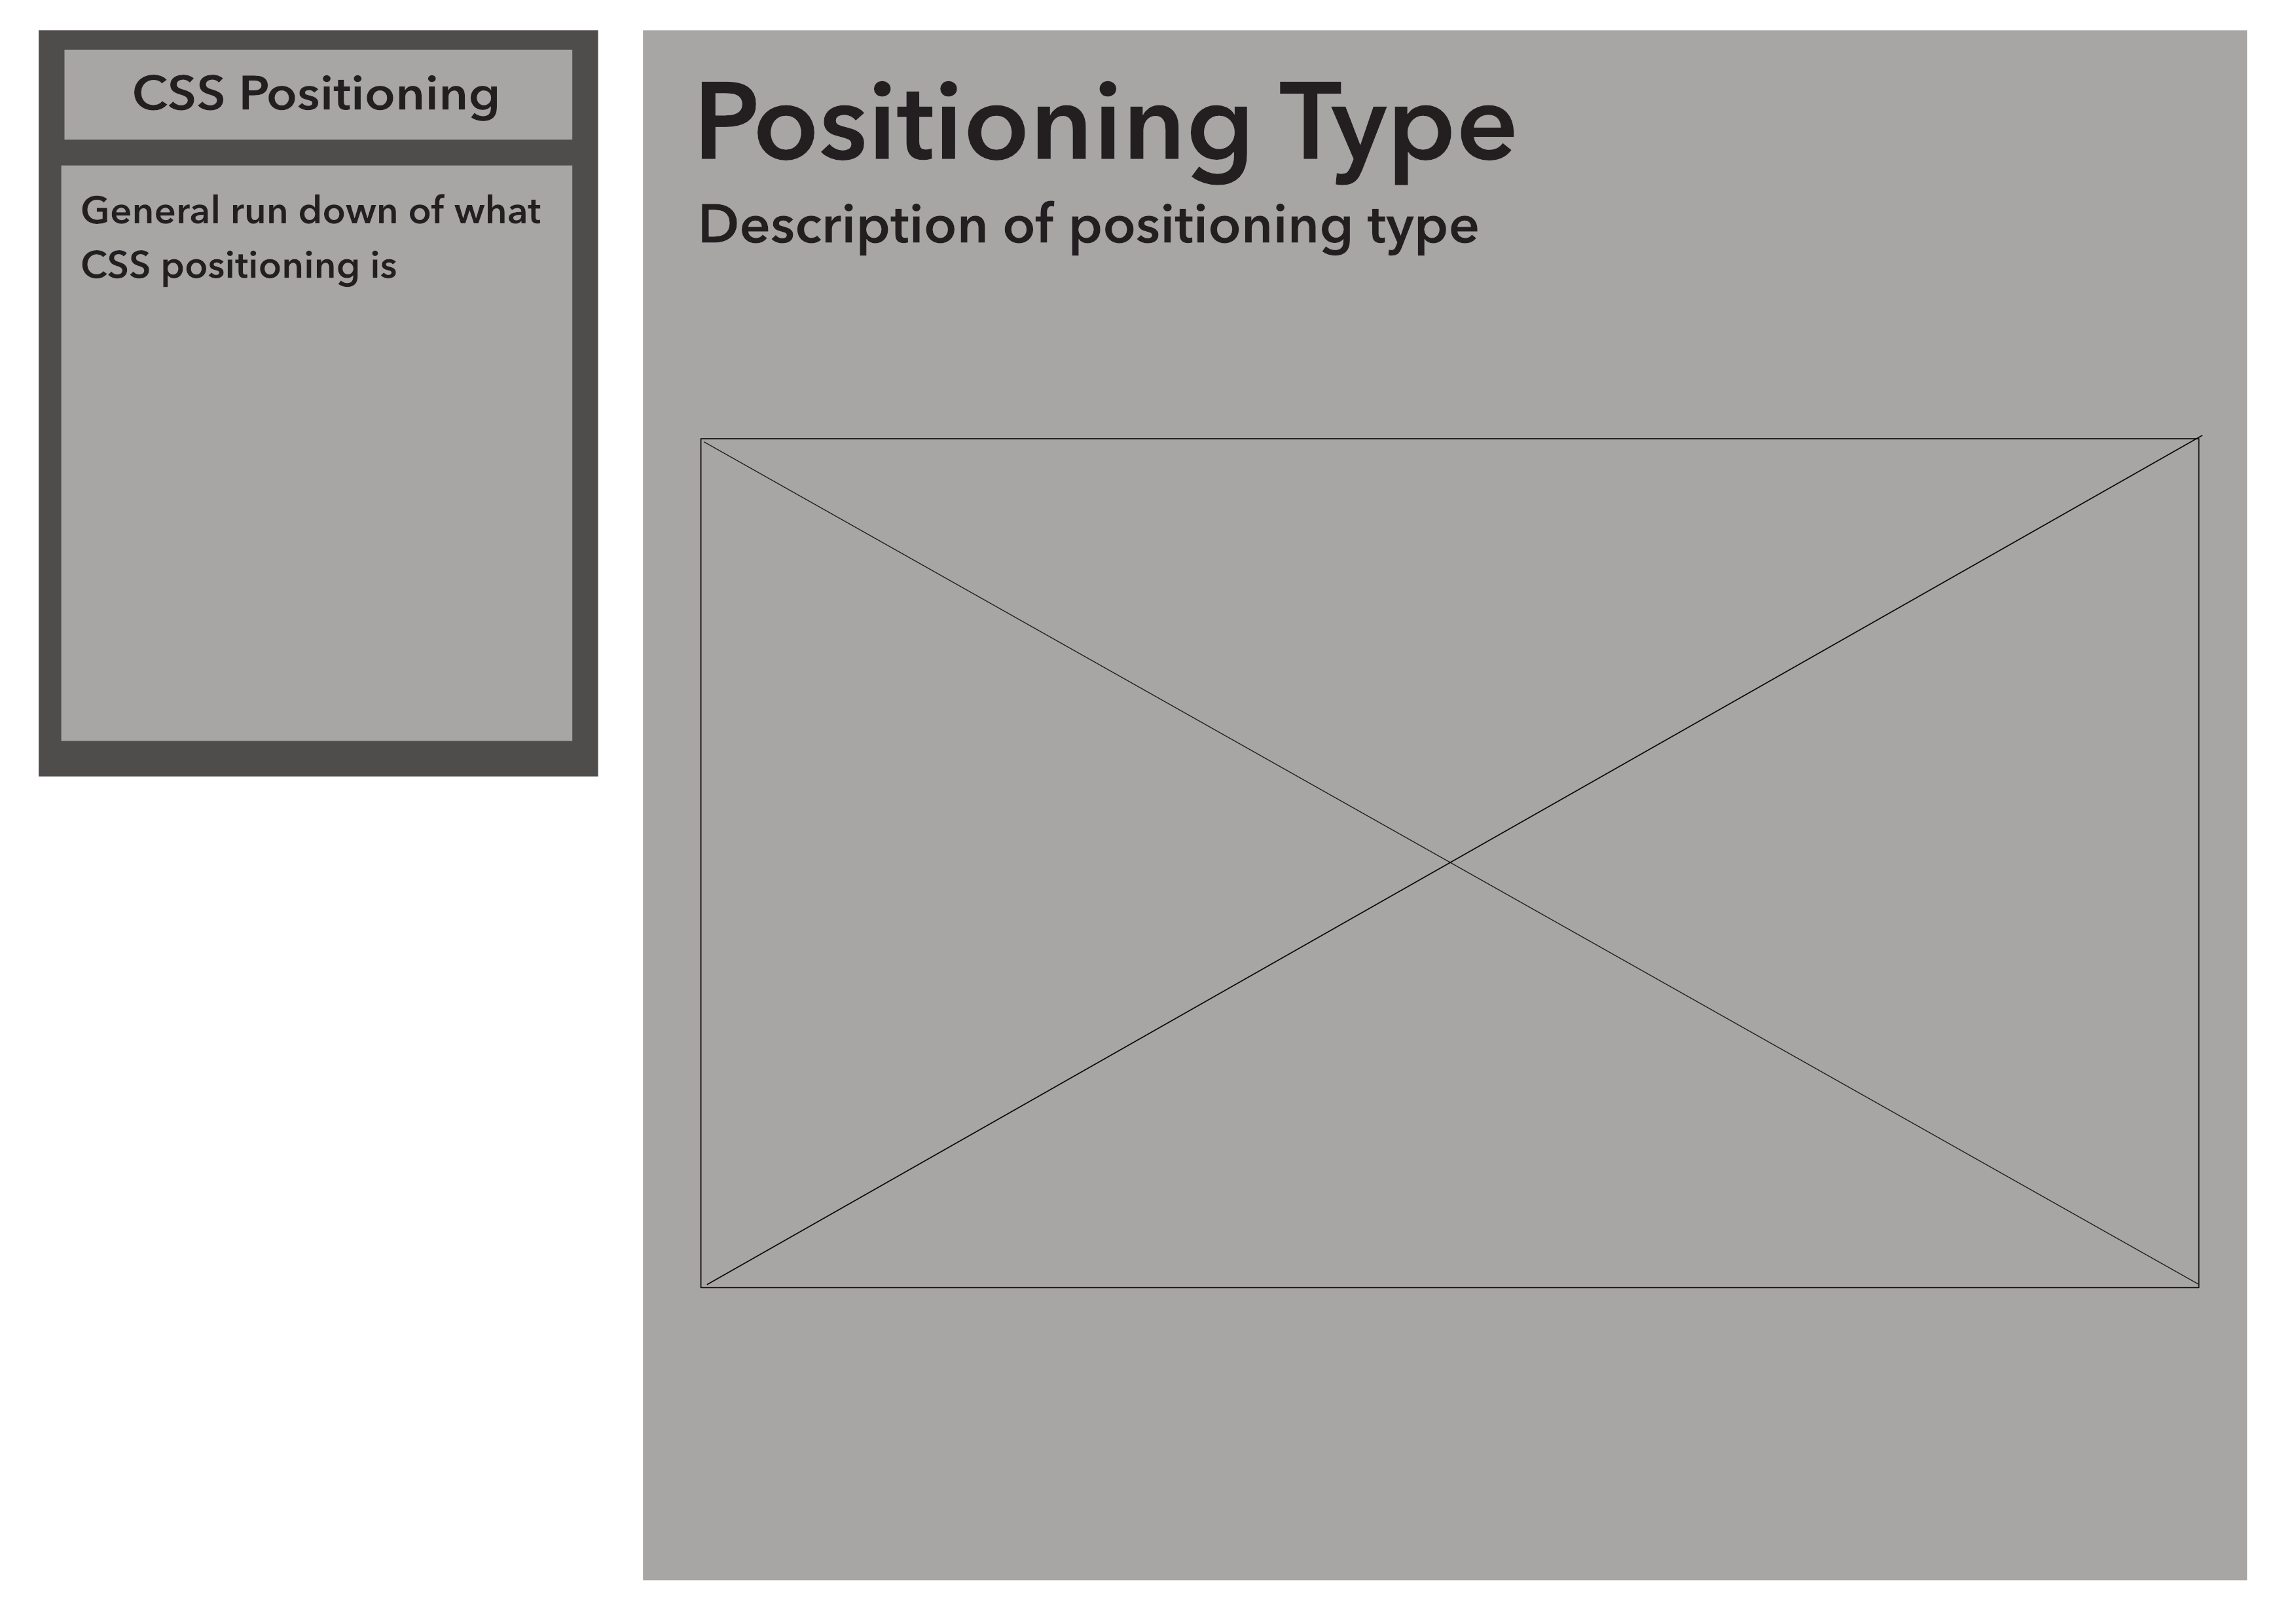 CSS Positioning
General run down of what
CSS positioning is
Positioning Type
Description of positioning type